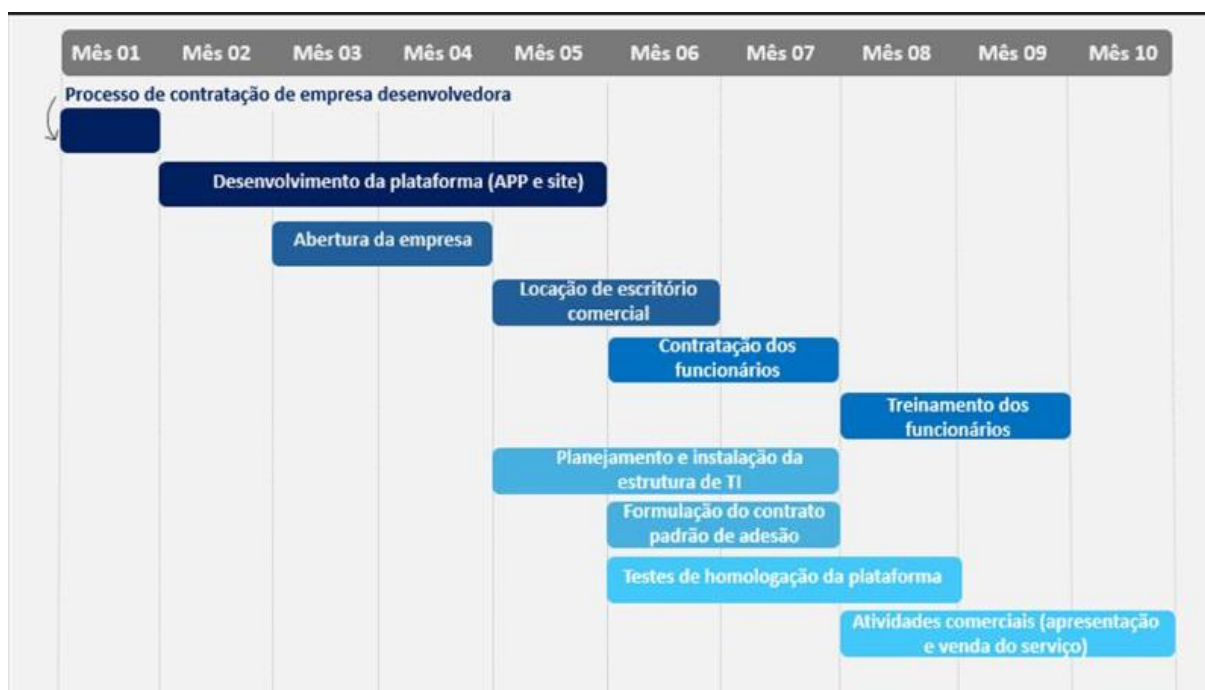 Mês 01 Mês 02 Mês 03 Mês 04 Mês 05 Mês 06 Mês 07 Mês 08 Mês 09 Mês 10
Processo de contratação de empresa desenvolvedora
Desenvolvimento da plataforma (APP e site)
Abertura da empresa
Locação de escritório
comercial
Contratação dos
funcionários
Treinamento dos
funcionários
Planejamento e instalação da
estrutura de TI
Formulação do contrato
padrão de adesão
Testes de homologação da plataforma
Atividades comerciais (apresentação
e venda do serviço)